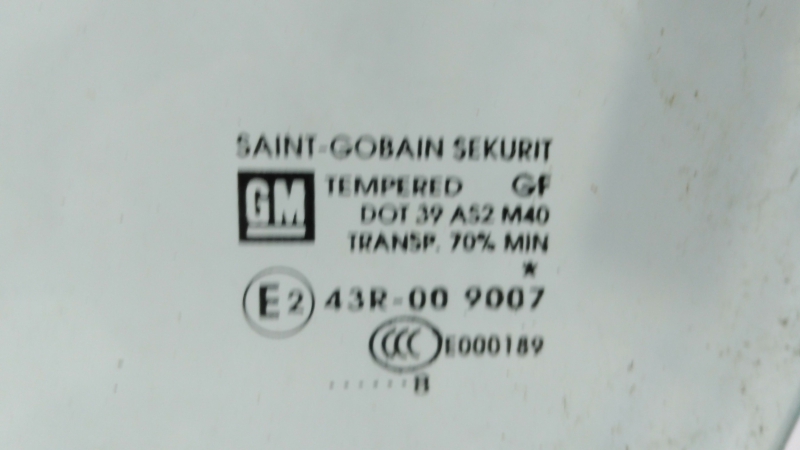 SAINT-GOBAIN SEKURIT
GM TEMPERED GF
DOT 39 AS2 M40
TRANSP. 70% MIN
*
E2 43R-00 9007
CCC E000189
······B